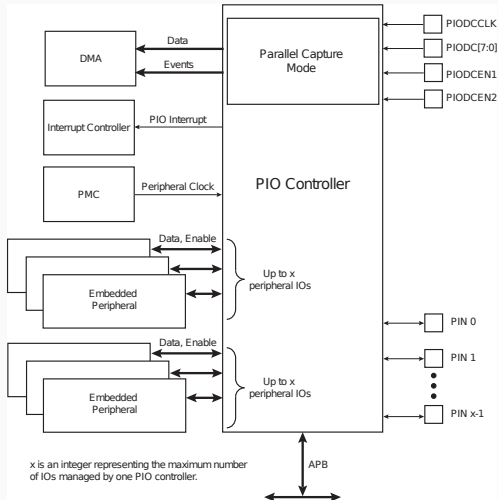 DMA
Data
Events
Parallel Capture
Mode
PIODCCLK
PIODC[7:0]
PIODCEN1
PIODCEN2
Interrupt Controller
PIO Interrupt
PMC
Peripheral Clock
PIO Controller
Data, Enable
Up to x
peripheral IOs
Embedded
Peripheral
PIN 0
Data, Enable
Up to x
peripheral IOs
Embedded
Peripheral
PIN 1
PIN x-1
x is an integer representing the maximum number
of IOs managed by one PIO controller.
APB